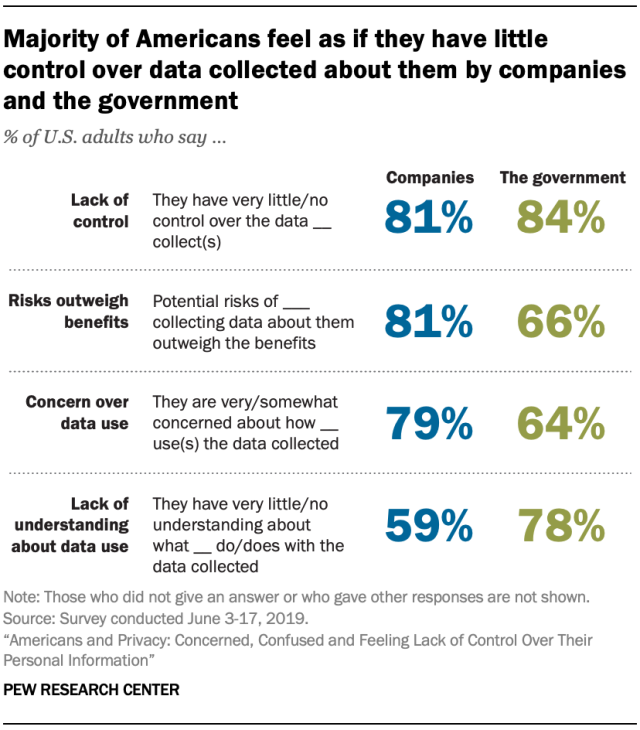 Majority of Americans feel as if they have little
control over data collected about them by companies
and the government
% of U.S. adults who say ...
Companies The government
Lack of
control
They have very little/no
control over the data __
collect(s)
81% 84%
Risks outweigh
benefits
Potential risks of ___
collecting data about them
outweigh the benefits
81% 66%
Concern over
data use
They are very/somewhat
concerned about how __
use(s) the data collected
79% 64%
Lack of
understanding
about data use
They have very little/no
understanding about
what __ do/does with the
data collected
59% 78%
Note: Those who did not give an answer or who gave other responses are not shown.
Source: Survey conducted June 3-17, 2019.
“Americans and Privacy: Concerned, Confused and Feeling Lack of Control Over Their
Personal Information”
PEW RESEARCH CENTER